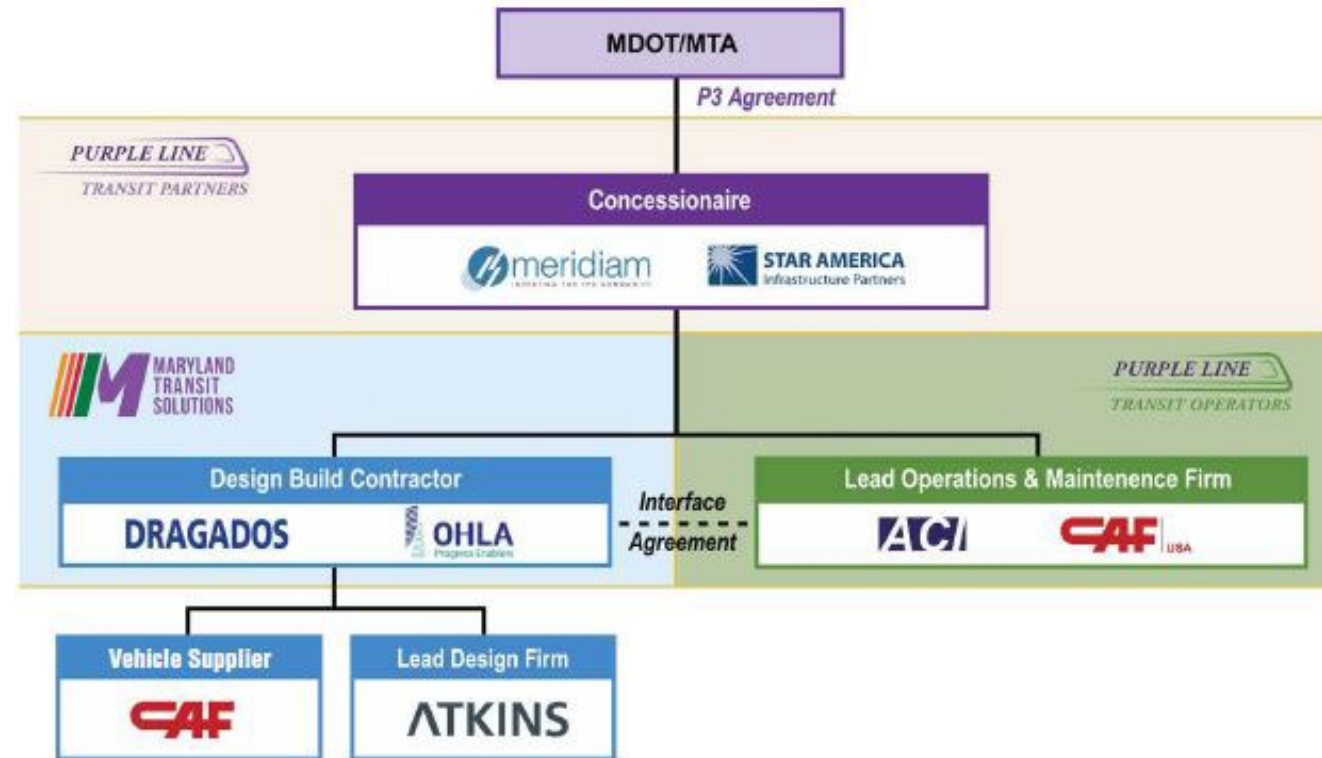 MDOT/MTA
P3 Agreement
PURPLE LINE
TRANSIT PARTNERS
Concessionaire
meridiam
STAR AMERICA
Infrastructure Partners
M MARYLAND
TRANSIT
SOLUTIONS
PURPLE LINE
TRANSIT OPERATORS
Design Build Contractor
DRAGADOS
OHLA
Progress Enablers
Interface
Agreement
Lead Operations & Maintenence Firm
ACI
CAF USA
Vehicle Supplier
CAF
Lead Design Firm
ATKINS